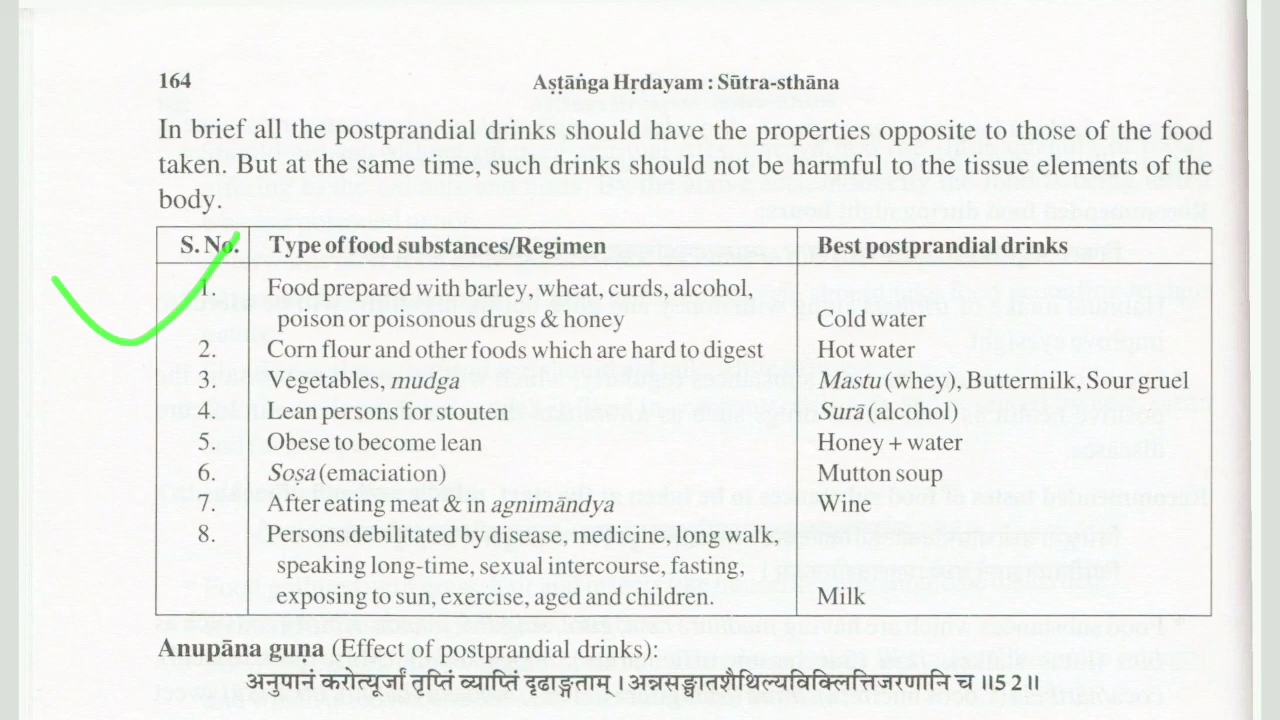 164 Aṣṭāṅga Hṛdayam : Sūtra-sthāna
In brief all the postprandial drinks should have the properties opposite to those of the food
taken. But at the same time, such drinks should not be harmful to the tissue elements of the
body.
S. No. Type of food substances/Regimen Best postprandial drinks
1. Food prepared with barley, wheat, curds, alcohol,
poison or poisonous drugs & honey Cold water
2. Corn flour and other foods which are hard to digest Hot water
3. Vegetables, mudga Mastu (whey), Buttermilk, Sour gruel
4. Lean persons for stouten Surā (alcohol)
5. Obese to become lean Honey + water
6. Soṣa (emaciation) Mutton soup
7. After eating meat & in agnimāndya Wine
8. Persons debilitated by disease, medicine, long walk,
speaking long-time, sexual intercourse, fasting,
exposing to sun, exercise, aged and children. Milk
Anupāna guṇa (Effect of postprandial drinks):
अनुपानं करोत्यूर्जां तृप्तिं व्याप्तिं दृढाङ्गताम् । अन्नसङ्घातशैथिल्यविक्लित्तिजरणानि च ॥५२॥